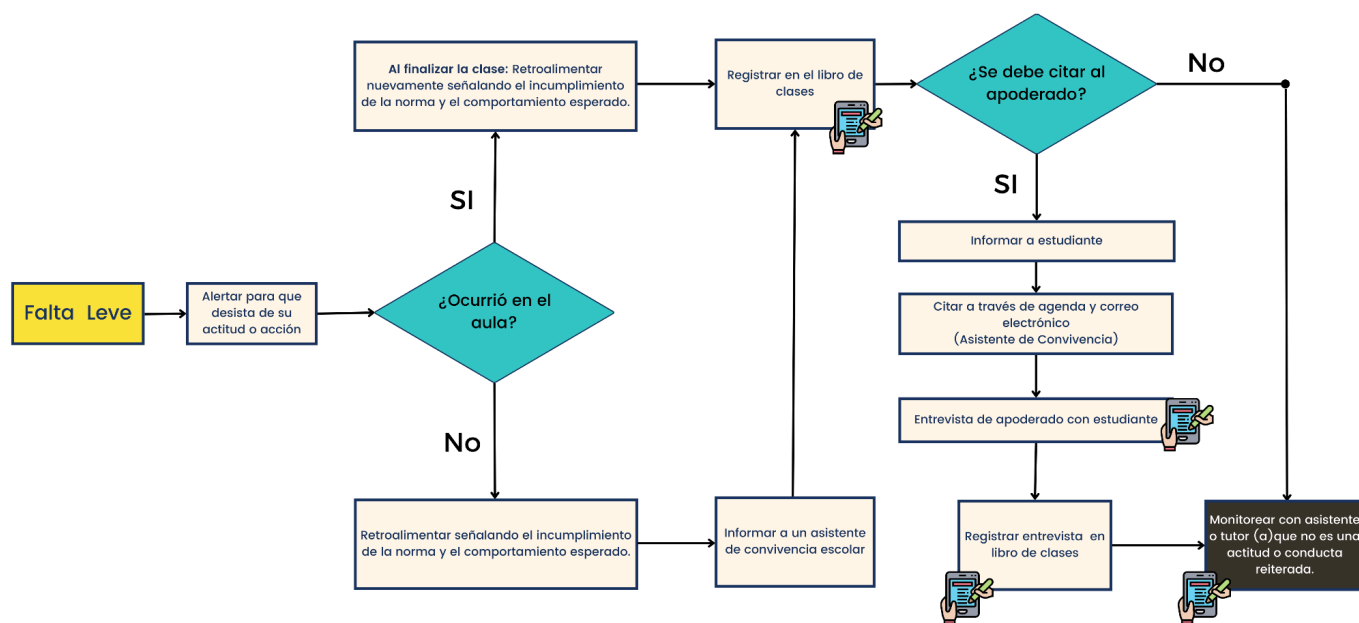 Falta Leve
Alertar para que
desista de su
actitud o acción
¿Ocurrió en el
aula?
SI
Al finalizar la clase: Retroalimentar
nuevamente señalando el incumplimiento
de la norma y el comportamiento esperado.
No
Retroalimentar señalando el incumplimiento
de la norma y el comportamiento esperado.
Informar a un asistente
de convivencia escolar
Registrar en el libro de
clases
¿Se debe citar al
apoderado?
No
SI
Informar a estudiante
Citar a través de agenda y correo
electrónico
(Asistente de Convivencia)
Entrevista de apoderado con estudiante
Registrar entrevista en
libro de clases
Monitorear con asistente
o tutor (a)que no es una
actitud o conducta
reiterada.